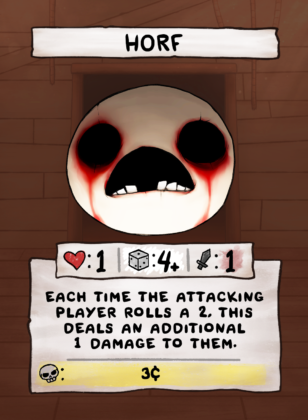 HORF
:1 :4+ :1
EACH TIME THE ATTACKING
PLAYER ROLLS A 2, THIS
DEALS AN ADDITIONAL
1 DAMAGE TO THEM.
: 3¢